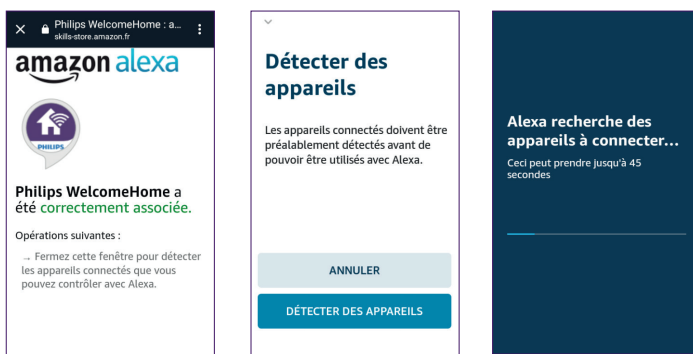 Philips WelcomeHome : a...
skills-store.amazon.fr
amazon alexa
PHILIPS
Philips WelcomeHome a
été correctement associée.
Opérations suivantes :
→ Fermez cette fenêtre pour détecter
les appareils connectés que vous
pouvez contrôler avec Alexa.
Détecter des
appareils
Les appareils connectés doivent être
préalablement détectés avant de
pouvoir être utilisés avec Alexa.
ANNULER
DÉTECTER DES APPAREILS
Alexa recherche des
appareils à connecter...
Ceci peut prendre jusqu'à 45
secondes